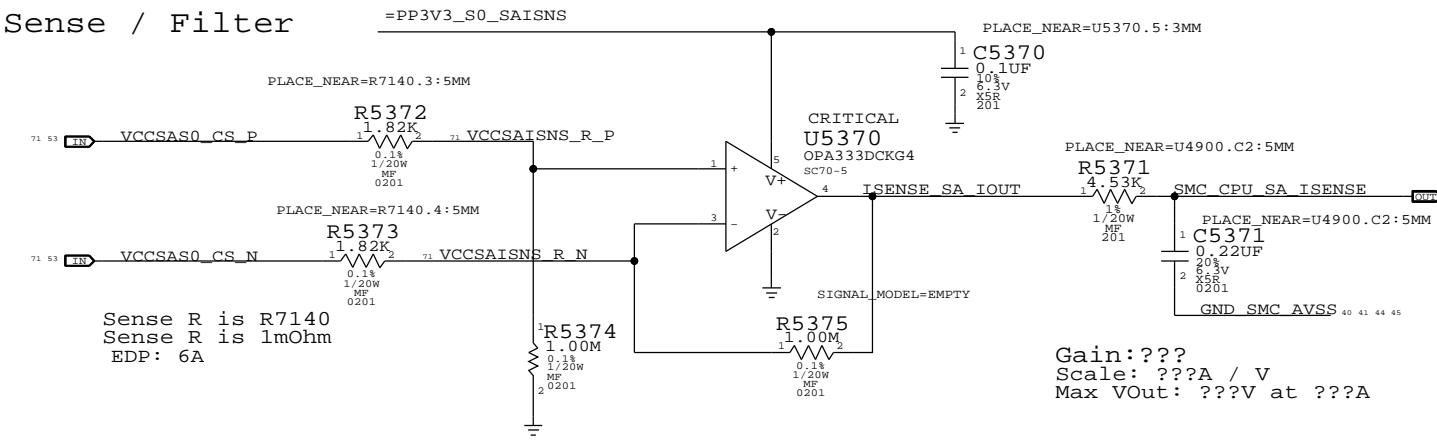 Sense / Filter
=PP3V3_S0_SAISNS
PLACE_NEAR=U5370.5:3MM
1
C5370
0.1UF
10%
6.3V
2
X5R
201
PLACE_NEAR=R7140.3:5MM
R5372
1.82K
71 53 IN VCCSAS0_CS_P
1 2
71 VCCSAISNS_R_P
0.1%
1/20W
MF
0201
CRITICAL
U5370
OPA333DCKG4
SC70-5
1 +
5
V+
4
3 -
V-
2
ISENSE_SA_IOUT
PLACE_NEAR=U4900.C2:5MM
R5371
4.53K
1 2
1%
1/20W
MF
201
SMC_CPU_SA_ISENSE
OUT
PLACE_NEAR=U4900.C2:5MM
1
C5371
0.22UF
20%
6.3V
2
X5R
0201
GND_SMC_AVSS 40 41 44 45
PLACE_NEAR=R7140.4:5MM
R5373
1.82K
71 53 IN VCCSAS0_CS_N
1 2
71 VCCSAISNS_R_N
0.1%
1/20W
MF
0201
SIGNAL_MODEL=EMPTY
Sense R is R7140
Sense R is 1mOhm
EDP: 6A
1
R5374
1.00M
0.1%
1/20W
MF
2
0201
R5375
1.00M
1 2
0.1%
1/20W
MF
0201
Gain:???
Scale: ???A / V
Max VOut: ???V at ???A